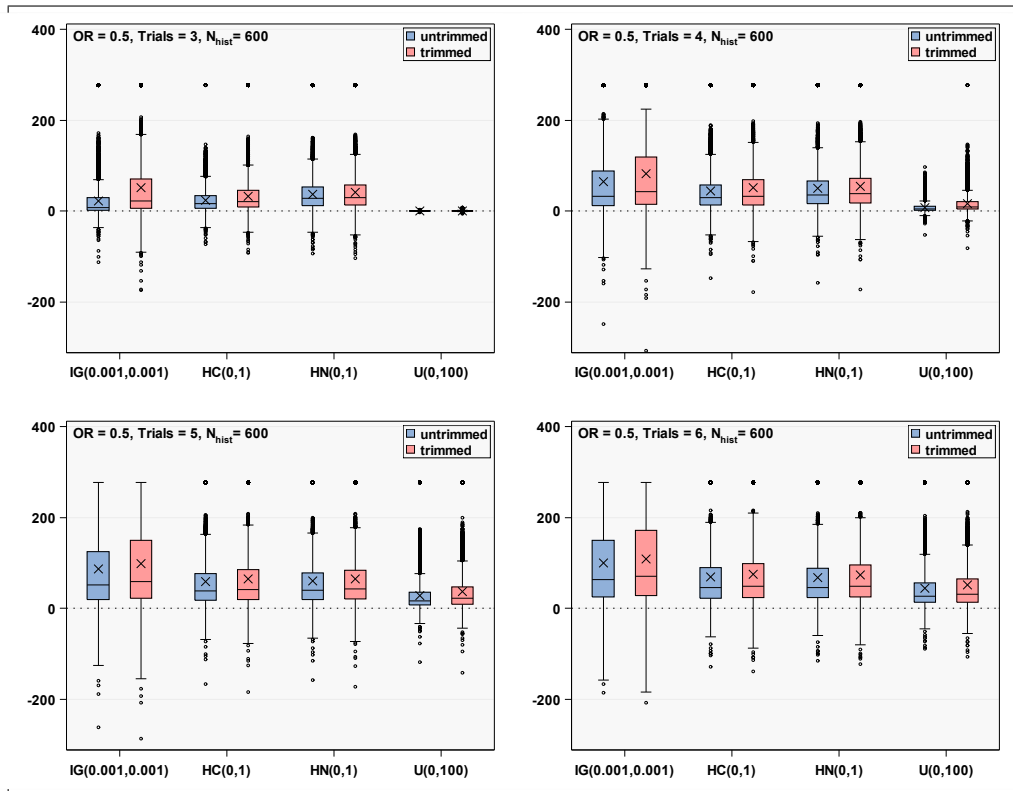 400
OR = 0.5, Trials = 3, Nhist= 600
untrimmed
trimmed
200
0
-200
IG(0.001,0.001)
HC(0,1)
HN(0,1)
U(0,100)
400
OR = 0.5, Trials = 4, Nhist= 600
untrimmed
trimmed
200
0
-200
IG(0.001,0.001)
HC(0,1)
HN(0,1)
U(0,100)
400
OR = 0.5, Trials = 5, Nhist= 600
untrimmed
trimmed
200
0
-200
IG(0.001,0.001)
HC(0,1)
HN(0,1)
U(0,100)
400
OR = 0.5, Trials = 6, Nhist= 600
untrimmed
trimmed
200
0
-200
IG(0.001,0.001)
HC(0,1)
HN(0,1)
U(0,100)